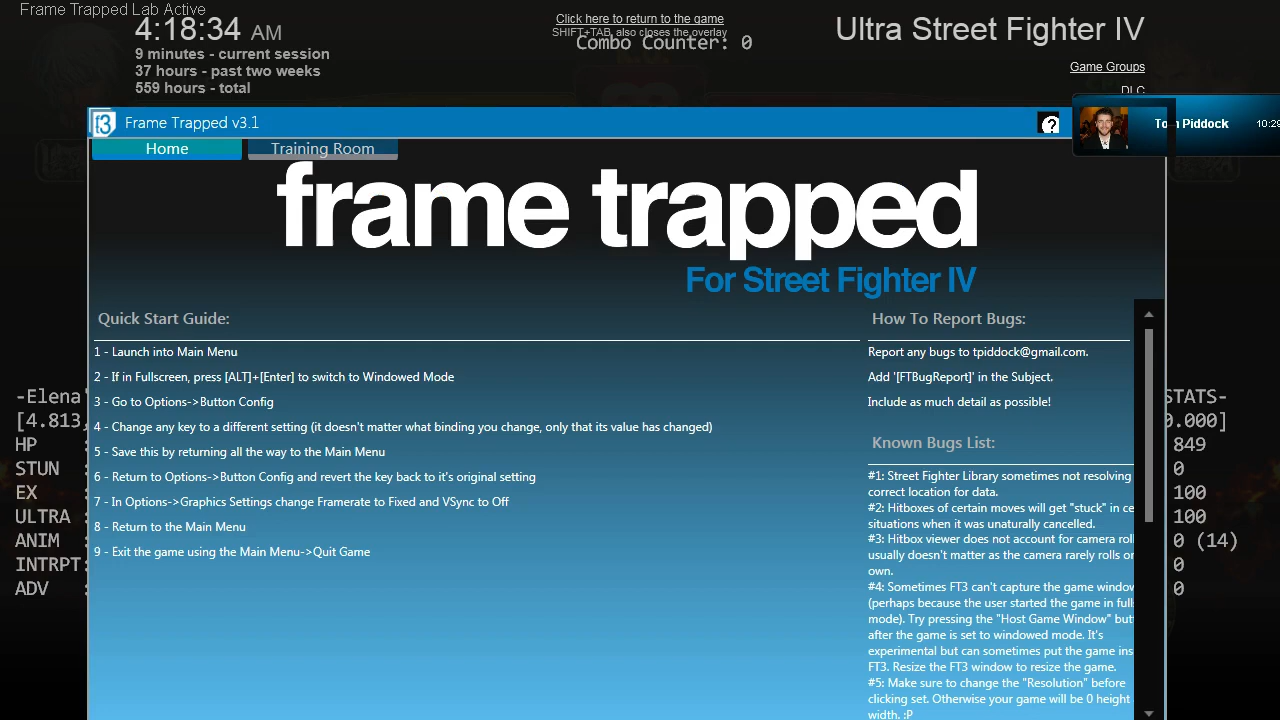 Frame Trapped Lab Active
4:18:34 AM
9 minutes - current session
37 hours - past two weeks
559 hours - total
Click here to return to the game
SHIFT+TAB, also closes the overlay
Combo Counter: 0
Ultra Street Fighter IV
Game Groups
DLC
f3 Frame Trapped v3.1
?
Tom Piddock
10:29
Home
Training Room
frame trapped
For Street Fighter IV
Quick Start Guide:
1 - Launch into Main Menu
2 - If in Fullscreen, press [ALT]+[Enter] to switch to Windowed Mode
3 - Go to Options->Button Config
4 - Change any key to a different setting (it doesn't matter what binding you change, only that its value has changed)
5 - Save this by returning all the way to the Main Menu
6 - Return to Options->Button Config and revert the key back to it's original setting
7 - In Options->Graphics Settings change Framerate to Fixed and VSync to Off
8 - Return to the Main Menu
9 - Exit the game using the Main Menu->Quit Game
How To Report Bugs:
Report any bugs to tpiddock@gmail.com.
Add '[FTBugReport]' in the Subject.
Include as much detail as possible!
Known Bugs List:
#1: Street Fighter Library sometimes not resolving
correct location for data.
#2: Hitboxes of certain moves will get "stuck" in ce
situations when it was unaturally cancelled.
#3: Hitbox viewer does not account for camera roll
usually doesn't matter as the camera rarely rolls on
own.
#4: Sometimes FT3 can't capture the game window
(perhaps because the user started the game in full
mode). Try pressing the "Host Game Window" but
after the game is set to windowed mode. It's
experimental but can sometimes put the game ins
FT3. Resize the FT3 window to resize the game.
#5: Make sure to change the "Resolution" before
clicking set. Otherwise your game will be 0 height
width. :P
-Elena'
[4.813,
HP :
STUN :
EX :
ULTRA :
ANIM :
INTRPT:
ADV :
STATS-
0.000]
849
0
100
100
0 (14)
0
0